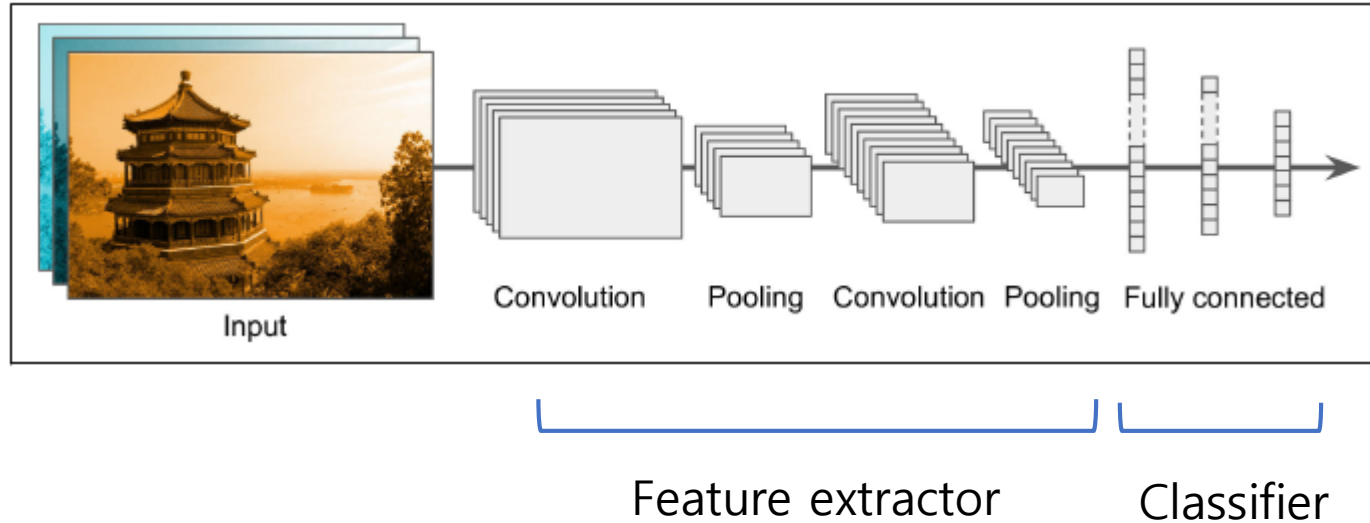 Convolution Pooling Convolution Pooling Fully connected
Input
Feature extractor Classifier